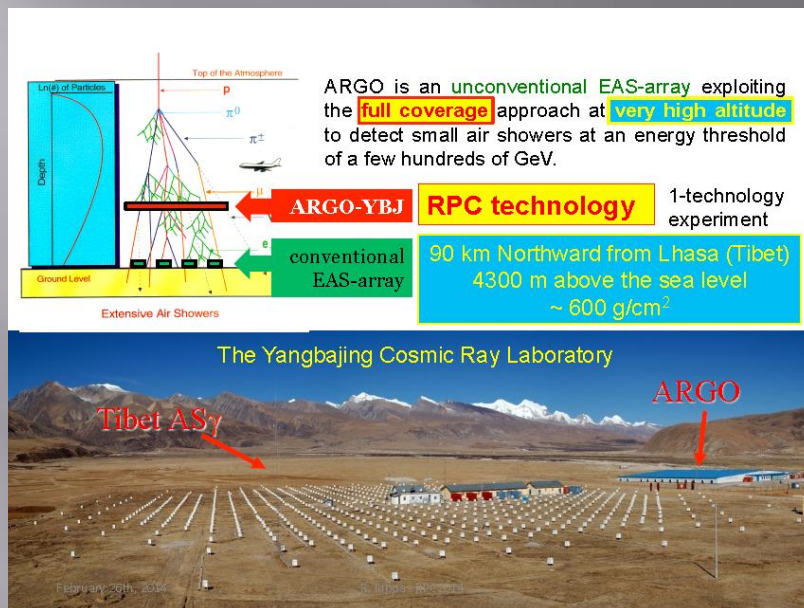 Top of the Atmosphere
Ln(#) of Particles
Depth
p
π⁰
π±
μ
e
Ground Level
Extensive Air Showers
ARGO is an unconventional EAS-array exploiting
the full coverage approach at very high altitude
to detect small air showers at an energy threshold
of a few hundreds of GeV.
ARGO-YBJ
RPC technology
1-technology
experiment
conventional
EAS-array
90 km Northward from Lhasa (Tibet)
4300 m above the sea level
~ 600 g/cm²
The Yangbajing Cosmic Ray Laboratory
Tibet ASγ
ARGO
February 26th, 2014